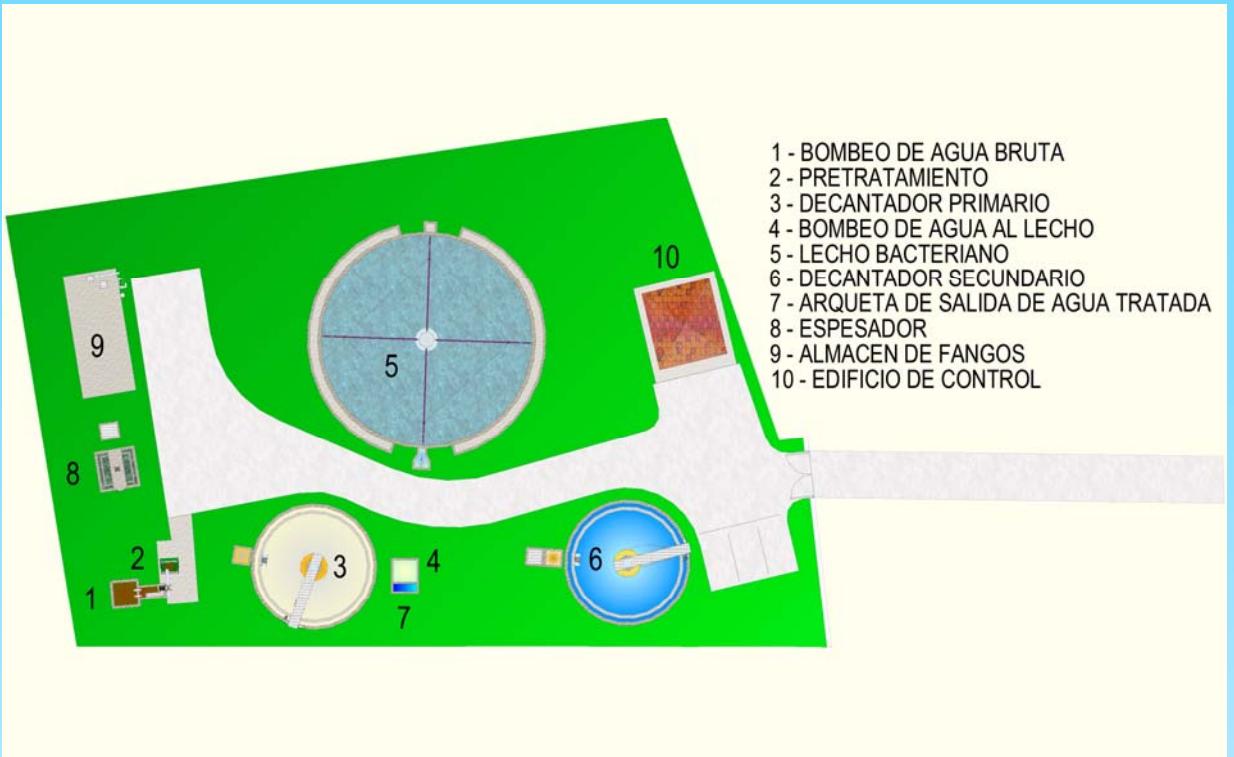 1 - BOMBEO DE AGUA BRUTA
2 - PRETRATAMIENTO
3 - DECANTADOR PRIMARIO
4 - BOMBEO DE AGUA AL LECHO
5 - LECHO BACTERIANO
6 - DECANTADOR SECUNDARIO
7 - ARQUETA DE SALIDA DE AGUA TRATADA
8 - ESPESADOR
9 - ALMACEN DE FANGOS
10 - EDIFICIO DE CONTROL
10
9
5
8
2
3
4
6
1
7